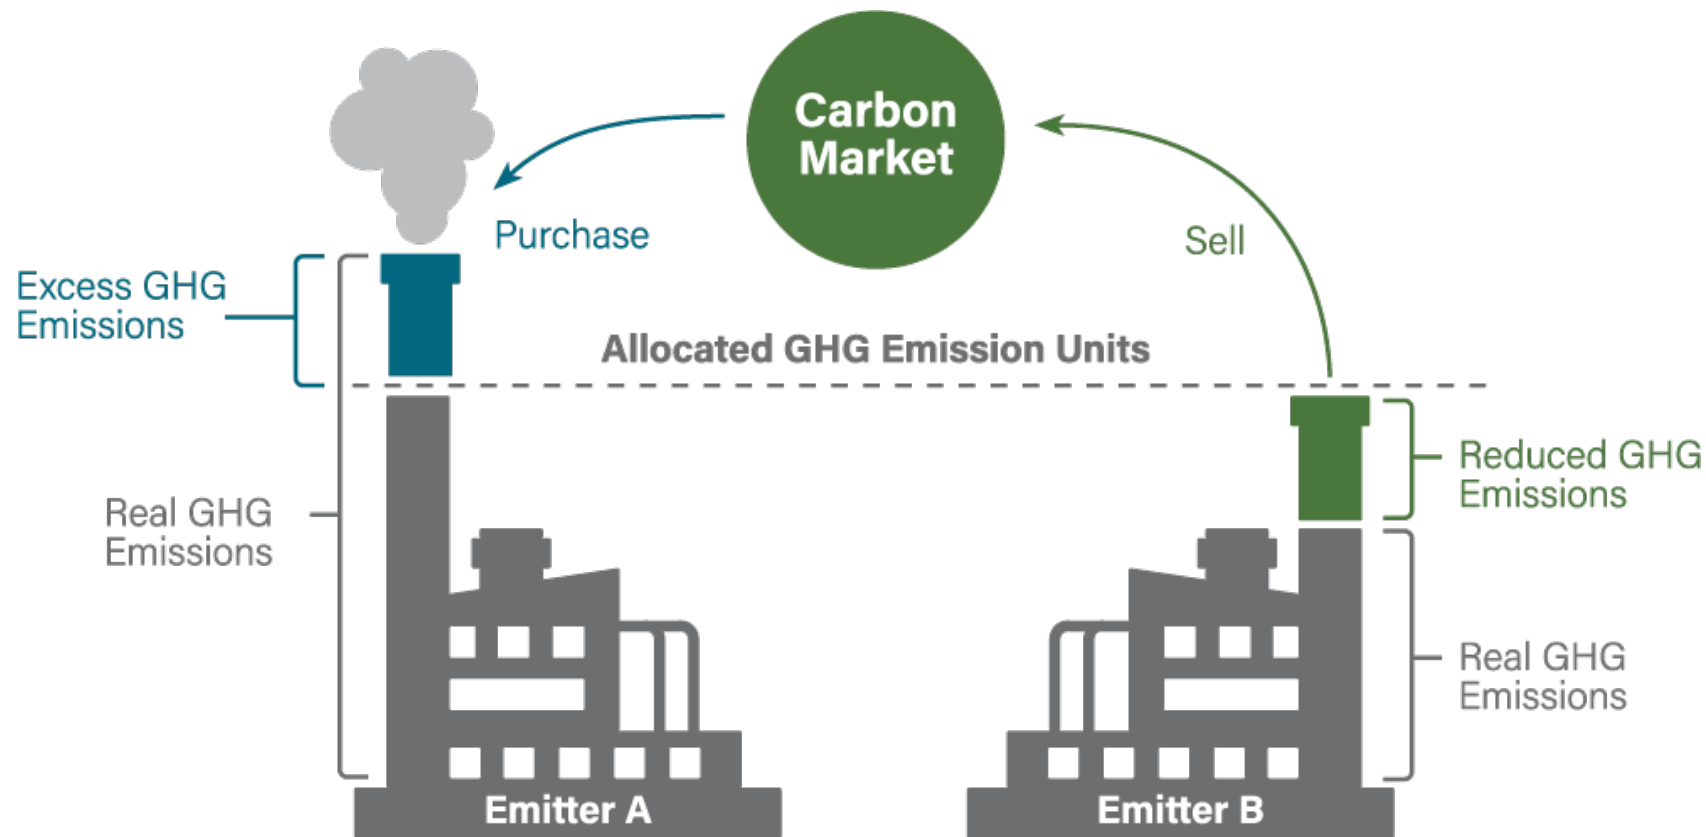 Carbon
Market
Purchase
Sell
Excess GHG
Emissions
Allocated GHG Emission Units
Reduced GHG
Emissions
Real GHG
Emissions
Real GHG
Emissions
Emitter A
Emitter B